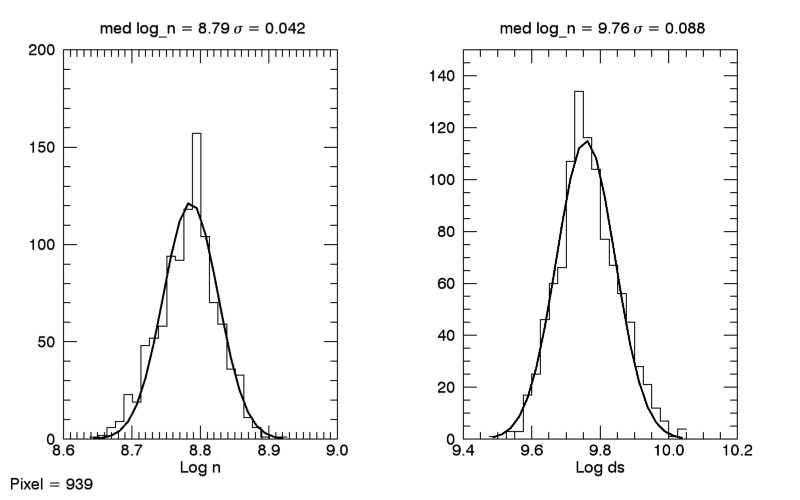 med log_n = 8.79 σ = 0.042
200
150
100
50
0
8.6 8.7 8.8 8.9 9.0
Log n
med log_n = 9.76 σ = 0.088
140
120
100
80
60
40
20
0
9.4 9.6 9.8 10.0 10.2
Log ds
Pixel = 939